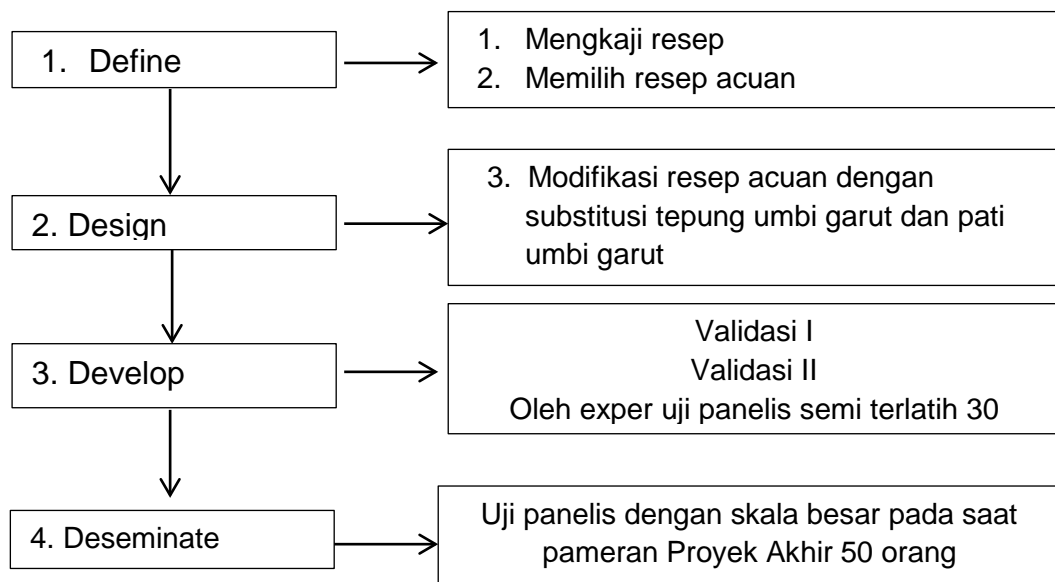 1. Define
1. Mengkaji resep
2. Memilih resep acuan
2. Design
3. Modifikasi resep acuan dengan
substitusi tepung umbi garut dan pati
umbi garut
3. Develop
Validasi I
Validasi II
Oleh exper uji panelis semi terlatih 30
4. Deseminate
Uji panelis dengan skala besar pada saat
pameran Proyek Akhir 50 orang